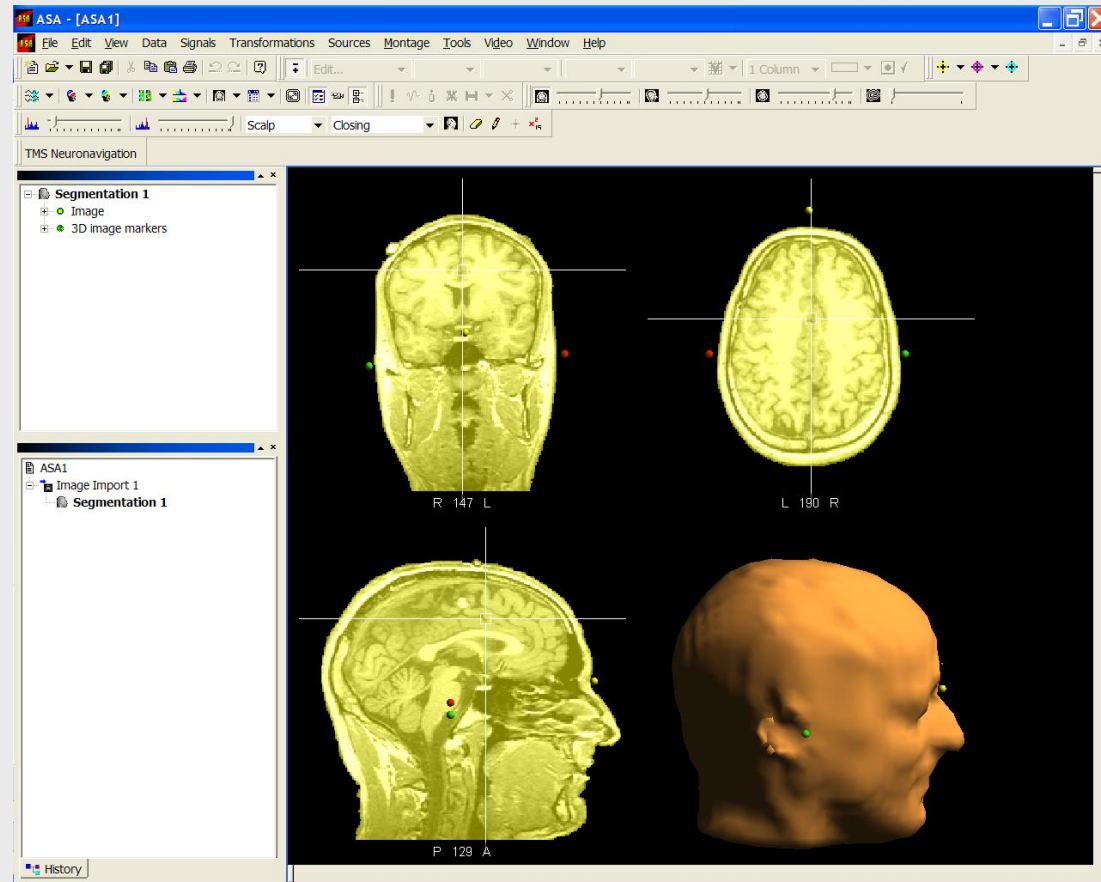 ASA - [ASA1]
File Edit View Data Signals Transformations Sources Montage Tools Video Window Help
Edit... 1 Column
Scalp Closing
TMS Neuronavigation
Segmentation 1
Image
3D image markers
R 147 L
L 190 R
ASA1
Image Import 1
Segmentation 1
P 129 A
History